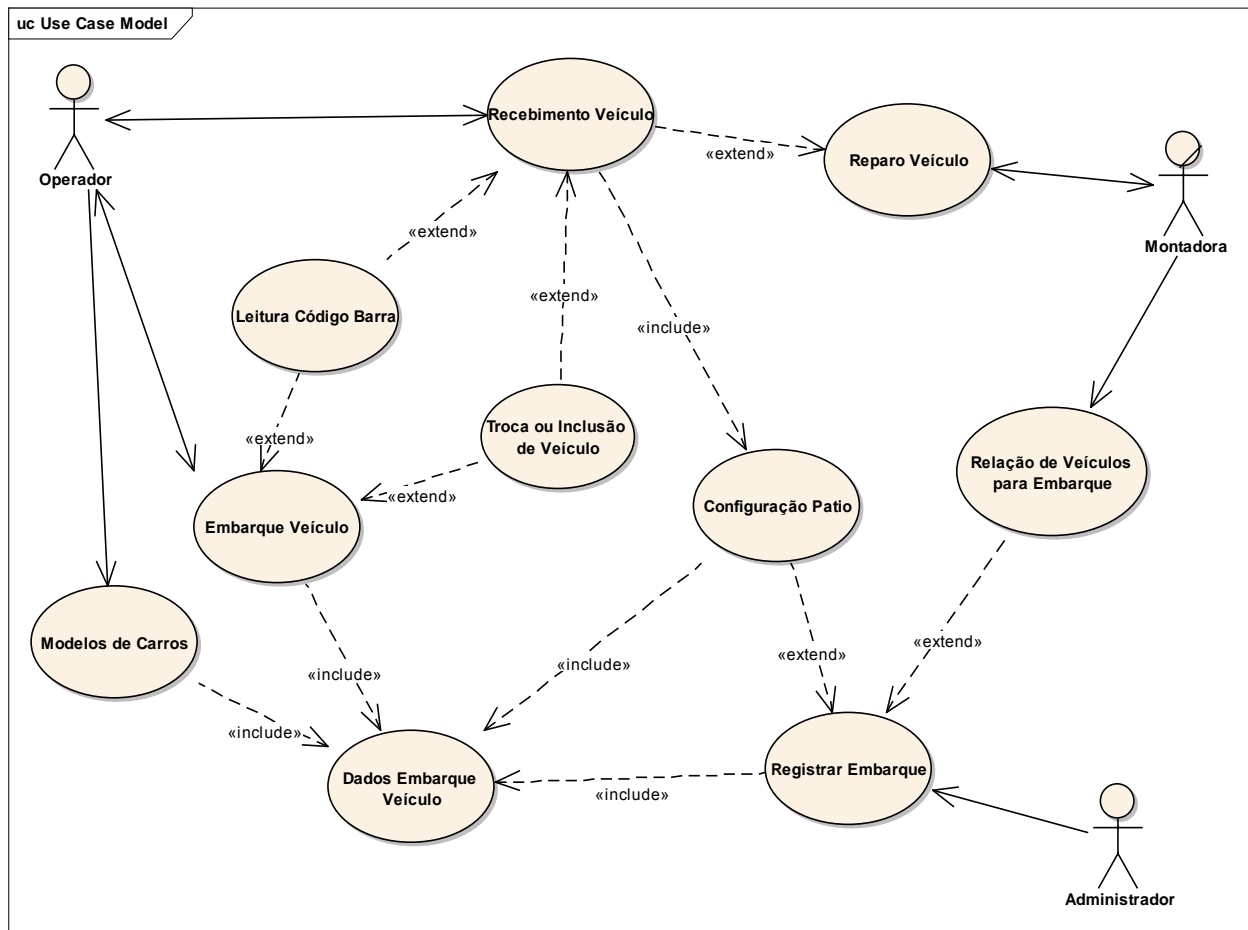 uc Use Case Model
Operador
Recebimento Veículo
«extend»
Reparo Veículo
Montadora
«extend»
Leitura Código Barra
«extend»
«include»
«extend»
Troca ou Inclusão
de Veículo
«extend»
Embarque Veículo
Configuração Patio
Relação de Veículos
para Embarque
Modelos de Carros
«include»
«include»
«extend»
«extend»
«include»
Dados Embarque
Veículo
«include»
Registrar Embarque
Administrador